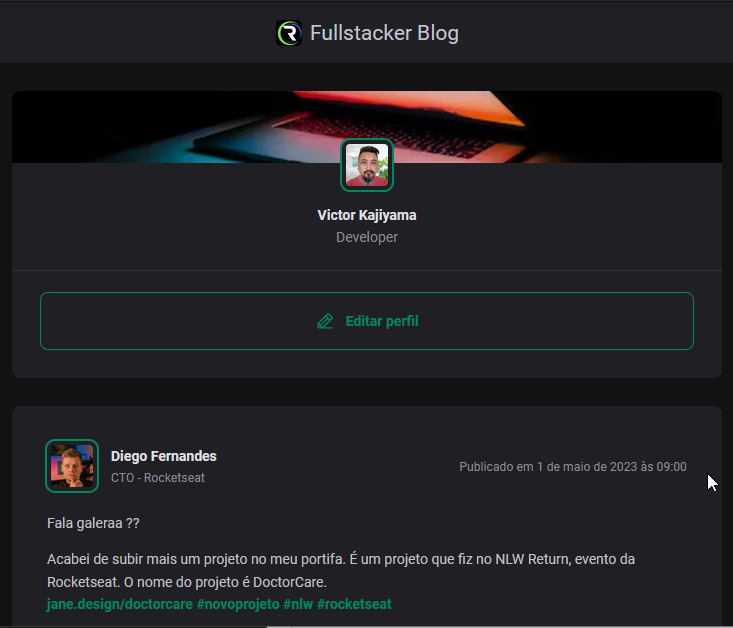 Fullstacker Blog
Victor Kajiyama
Developer
Editar perfil
Diego Fernandes
CTO - Rocketseat
Publicado em 1 de maio de 2023 às 09:00
Fala galeraa ??
Acabei de subir mais um projeto no meu portifa. É um projeto que fiz no NLW Return, evento da
Rocketseat. O nome do projeto é DoctorCare.
jane.design/doctorcare #novoprojeto #nlw #rocketseat